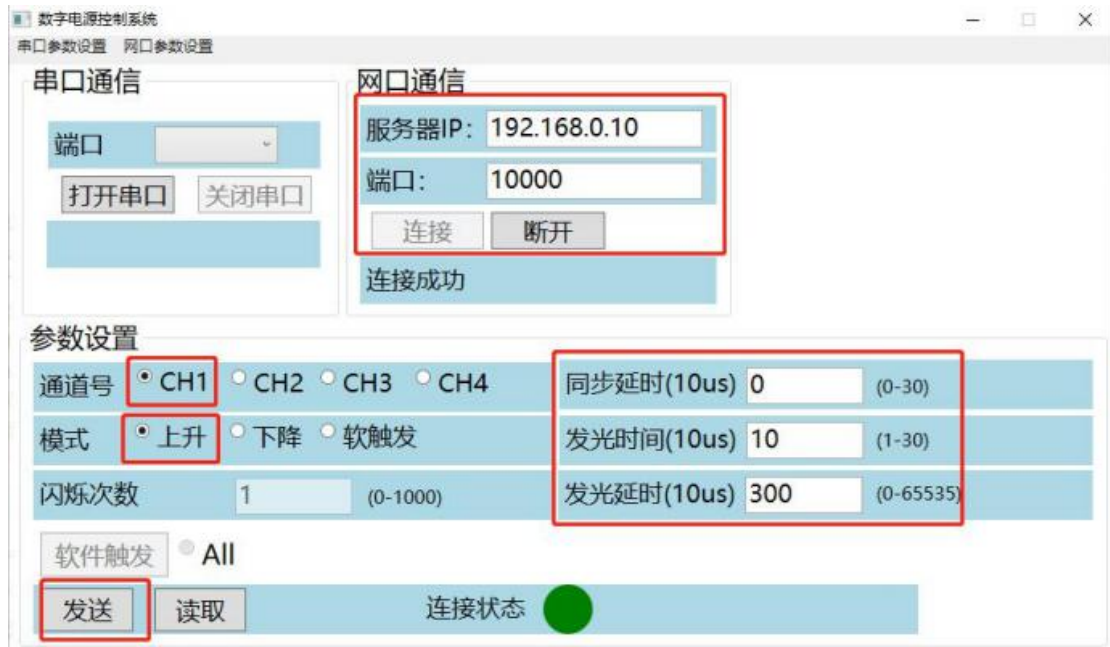 数字电源控制系统
串口参数设置 网口参数设置
串口通信
端口
打开串口 关闭串口
网口通信
服务器IP: 192.168.0.10
端口: 10000
连接 断开
连接成功
参数设置
通道号 CH1 CH2 CH3 CH4
同步延时(10us) 0 (0-30)
模式 上升 下降 软触发
发光时间(10us) 10 (1-30)
闪烁次数 1 (0-1000)
发光延时(10us) 300 (0-65535)
软件触发 All
发送 读取 连接状态